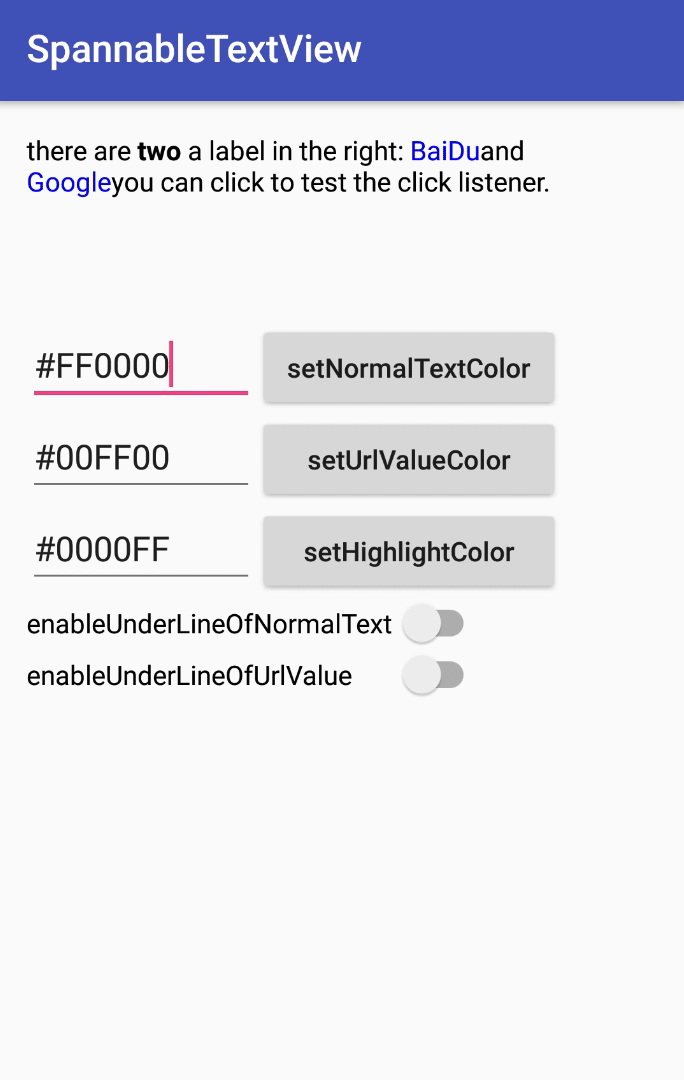 SpannableTextView
there are two a label in the right: BaiDuand
Googleyou can click to test the click listener.
#FF0000 setNormalTextColor
#00FF00 setUrlValueColor
#0000FF setHighlightColor
enableUnderLineOfNormalText
enableUnderLineOfUrlValue